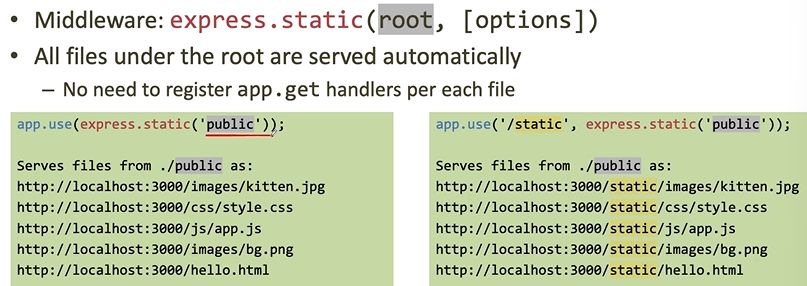 • Middleware: express.static(root, [options])
• All files under the root are served automatically
– No need to register app.get handlers per each file
app.use(express.static('public'));
Serves files from ./public as:
http://localhost:3000/images/kitten.jpg
http://localhost:3000/css/style.css
http://localhost:3000/js/app.js
http://localhost:3000/images/bg.png
http://localhost:3000/hello.html
app.use('/static', express.static('public'));
Serves files from ./public as:
http://localhost:3000/static/images/kitten.jpg
http://localhost:3000/static/css/style.css
http://localhost:3000/static/js/app.js
http://localhost:3000/static/images/bg.png
http://localhost:3000/static/hello.html